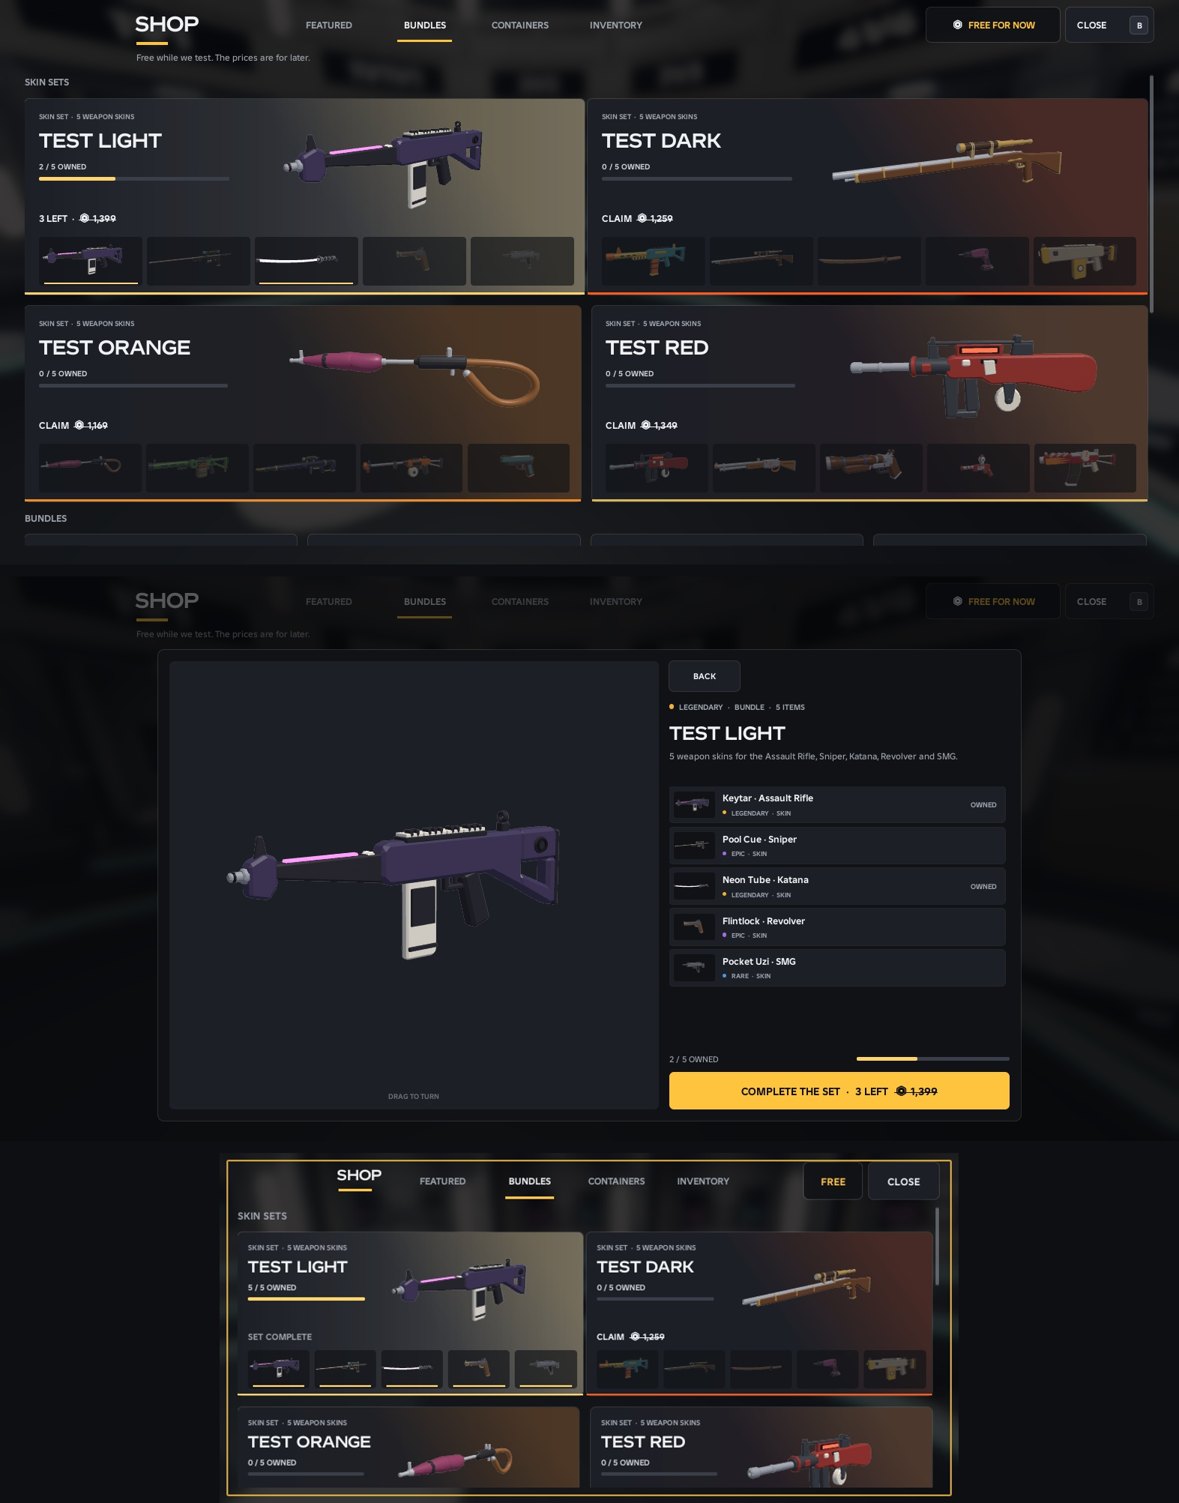 SHOP
FEATURED
BUNDLES
CONTAINERS
INVENTORY
FREE FOR NOW
CLOSE
B
Free while we test. The prices are for later.
SKIN SETS
SKIN SET · 5 WEAPON SKINS
TEST LIGHT
2 / 5 OWNED
3 LEFT · 1,399
SKIN SET · 5 WEAPON SKINS
TEST DARK
0 / 5 OWNED
CLAIM 1,259
SKIN SET · 5 WEAPON SKINS
TEST ORANGE
0 / 5 OWNED
CLAIM 1,169
SKIN SET · 5 WEAPON SKINS
TEST RED
0 / 5 OWNED
CLAIM 1,349
BUNDLES
SHOP
FEATURED
BUNDLES
CONTAINERS
INVENTORY
FREE FOR NOW
CLOSE
B
Free while we test. The prices are for later.
BACK
LEGENDARY · BUNDLE · 5 ITEMS
TEST LIGHT
5 weapon skins for the Assault Rifle, Sniper, Katana, Revolver and SMG.
Keytar · Assault Rifle
LEGENDARY · SKIN
OWNED
Pool Cue · Sniper
EPIC · SKIN
Neon Tube · Katana
LEGENDARY · SKIN
OWNED
Flintlock · Revolver
EPIC · SKIN
Pocket Uzi · SMG
RARE · SKIN
DRAG TO TURN
2 / 5 OWNED
COMPLETE THE SET · 3 LEFT 1,399
SHOP
FEATURED
BUNDLES
CONTAINERS
INVENTORY
FREE
CLOSE
SKIN SETS
SKIN SET · 5 WEAPON SKINS
TEST LIGHT
5 / 5 OWNED
SET COMPLETE
SKIN SET · 5 WEAPON SKINS
TEST DARK
0 / 5 OWNED
CLAIM 1,259
SKIN SET · 5 WEAPON SKINS
TEST ORANGE
0 / 5 OWNED
SKIN SET · 5 WEAPON SKINS
TEST RED
0 / 5 OWNED